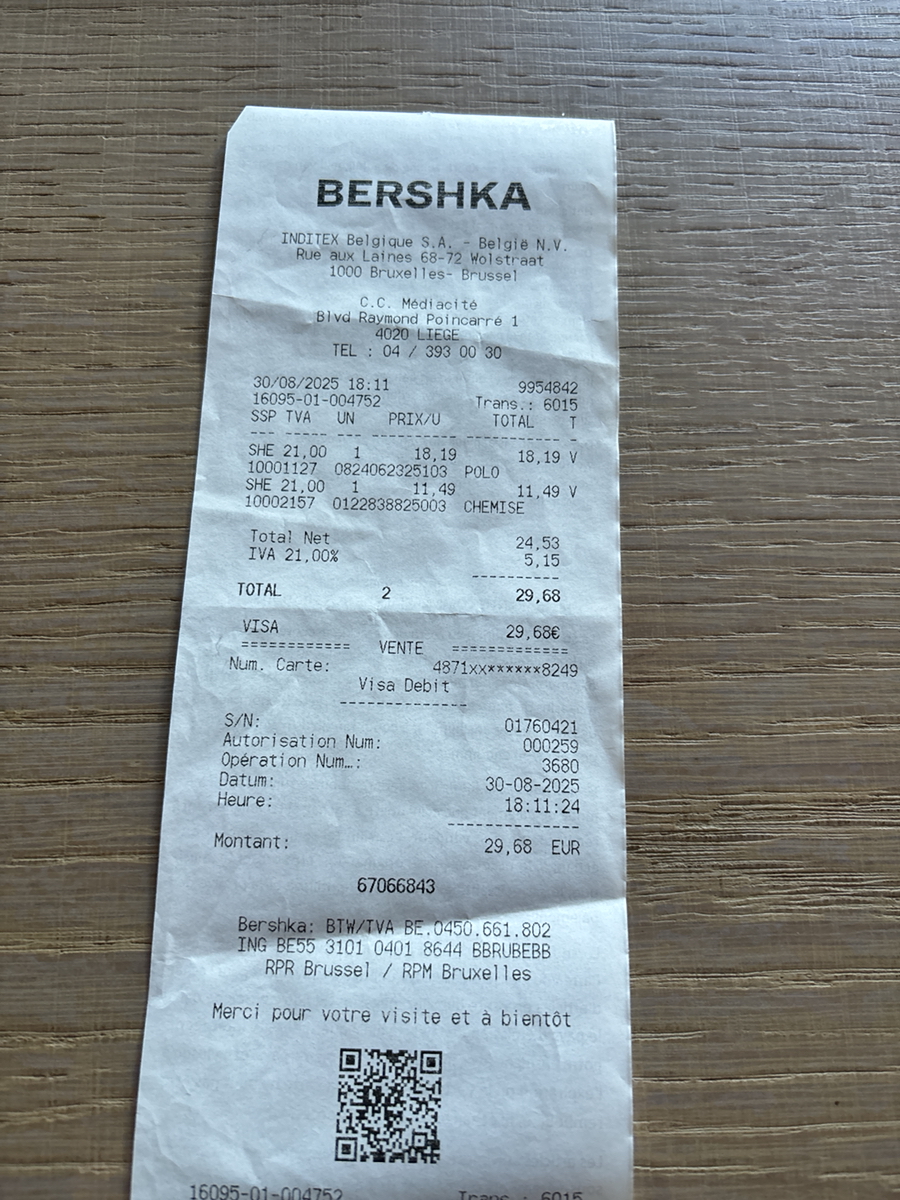 BERSHKA
INDITEX Belgique S.A. - België N.V.
Rue aux Laines 68-72 Wolstraat
1000 Bruxelles- Brussel
C.C. Médiacité
Blvd Raymond Poincarré 1
4020 LIEGE
TEL : 04 / 393 00 30
30/08/2025 18:11 9954842
16095-01-004752 Trans.: 6015
SSP TVA UN PRIX/U TOTAL T
--- ----- --- ---------- ----------- -
SHE 21,00 1 18,19 18,19 V
10001127 0824062325103 POLO
SHE 21,00 1 11,49 11,49 V
10002157 0122838825003 CHEMISE
Total Net 24,53
IVA 21,00% 5,15
----------
TOTAL 2 29,68
VISA 29,68€
============ VENTE =============
Num. Carte: 4871xx******8249
Visa Debit
--------------
S/N: 01760421
Autorisation Num: 000259
Opération Num…: 3680
Datum: 30-08-2025
Heure: 18:11:24
--------------
Montant: 29,68 EUR
67066843
Bershka: BTW/TVA BE.0450.661.802
ING BE55 3101 0401 8644 BBRUBEBB
RPR Brussel / RPM Bruxelles
Merci pour votre visite et à bientôt
16095-01-004752 Trans.: 6015